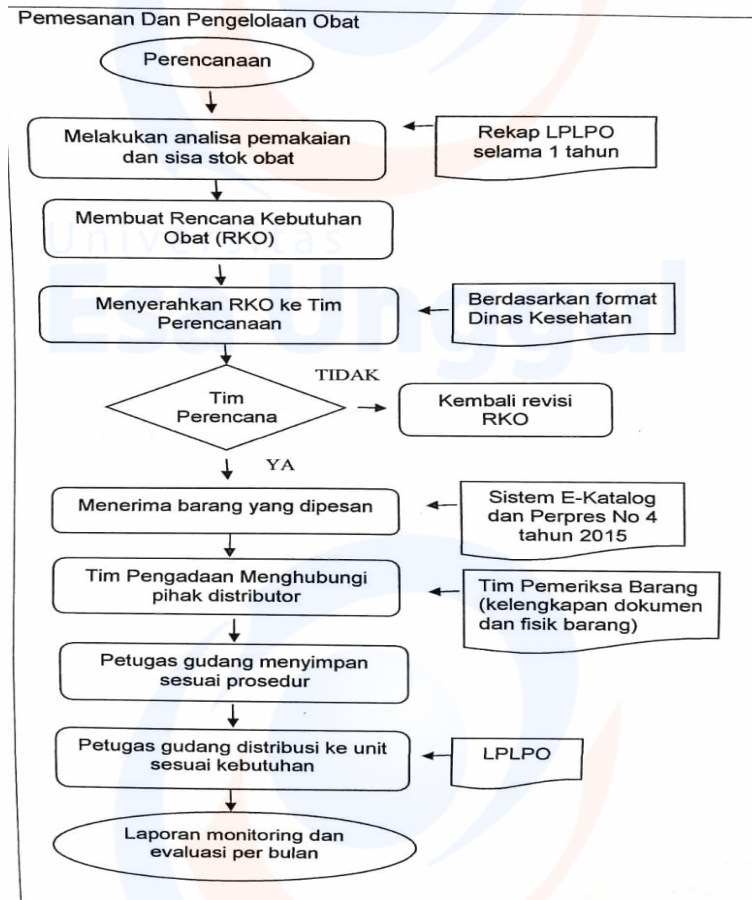 Pemesanan Dan Pengelolaan Obat
Perencanaan
Melakukan analisa pemakaian
dan sisa stok obat
Rekap LPLPO
selama 1 tahun
Membuat Rencana Kebutuhan
Obat (RKO)
Universitas
Esa Unggul
Menyerahkan RKO ke Tim
Perencanaan
Berdasarkan format
Dinas Kesehatan
TIDAK
Tim
Perencana
Kembali revisi
RKO
YA
Menerima barang yang dipesan
Sistem E-Katalog
dan Perpres No 4
tahun 2015
Tim Pengadaan Menghubungi
pihak distributor
Tim Pemeriksa Barang
(kelengkapan dokumen
dan fisik barang)
Petugas gudang menyimpan
sesuai prosedur
Petugas gudang distribusi ke unit
sesuai kebutuhan
LPLPO
Laporan monitoring dan
evaluasi per bulan